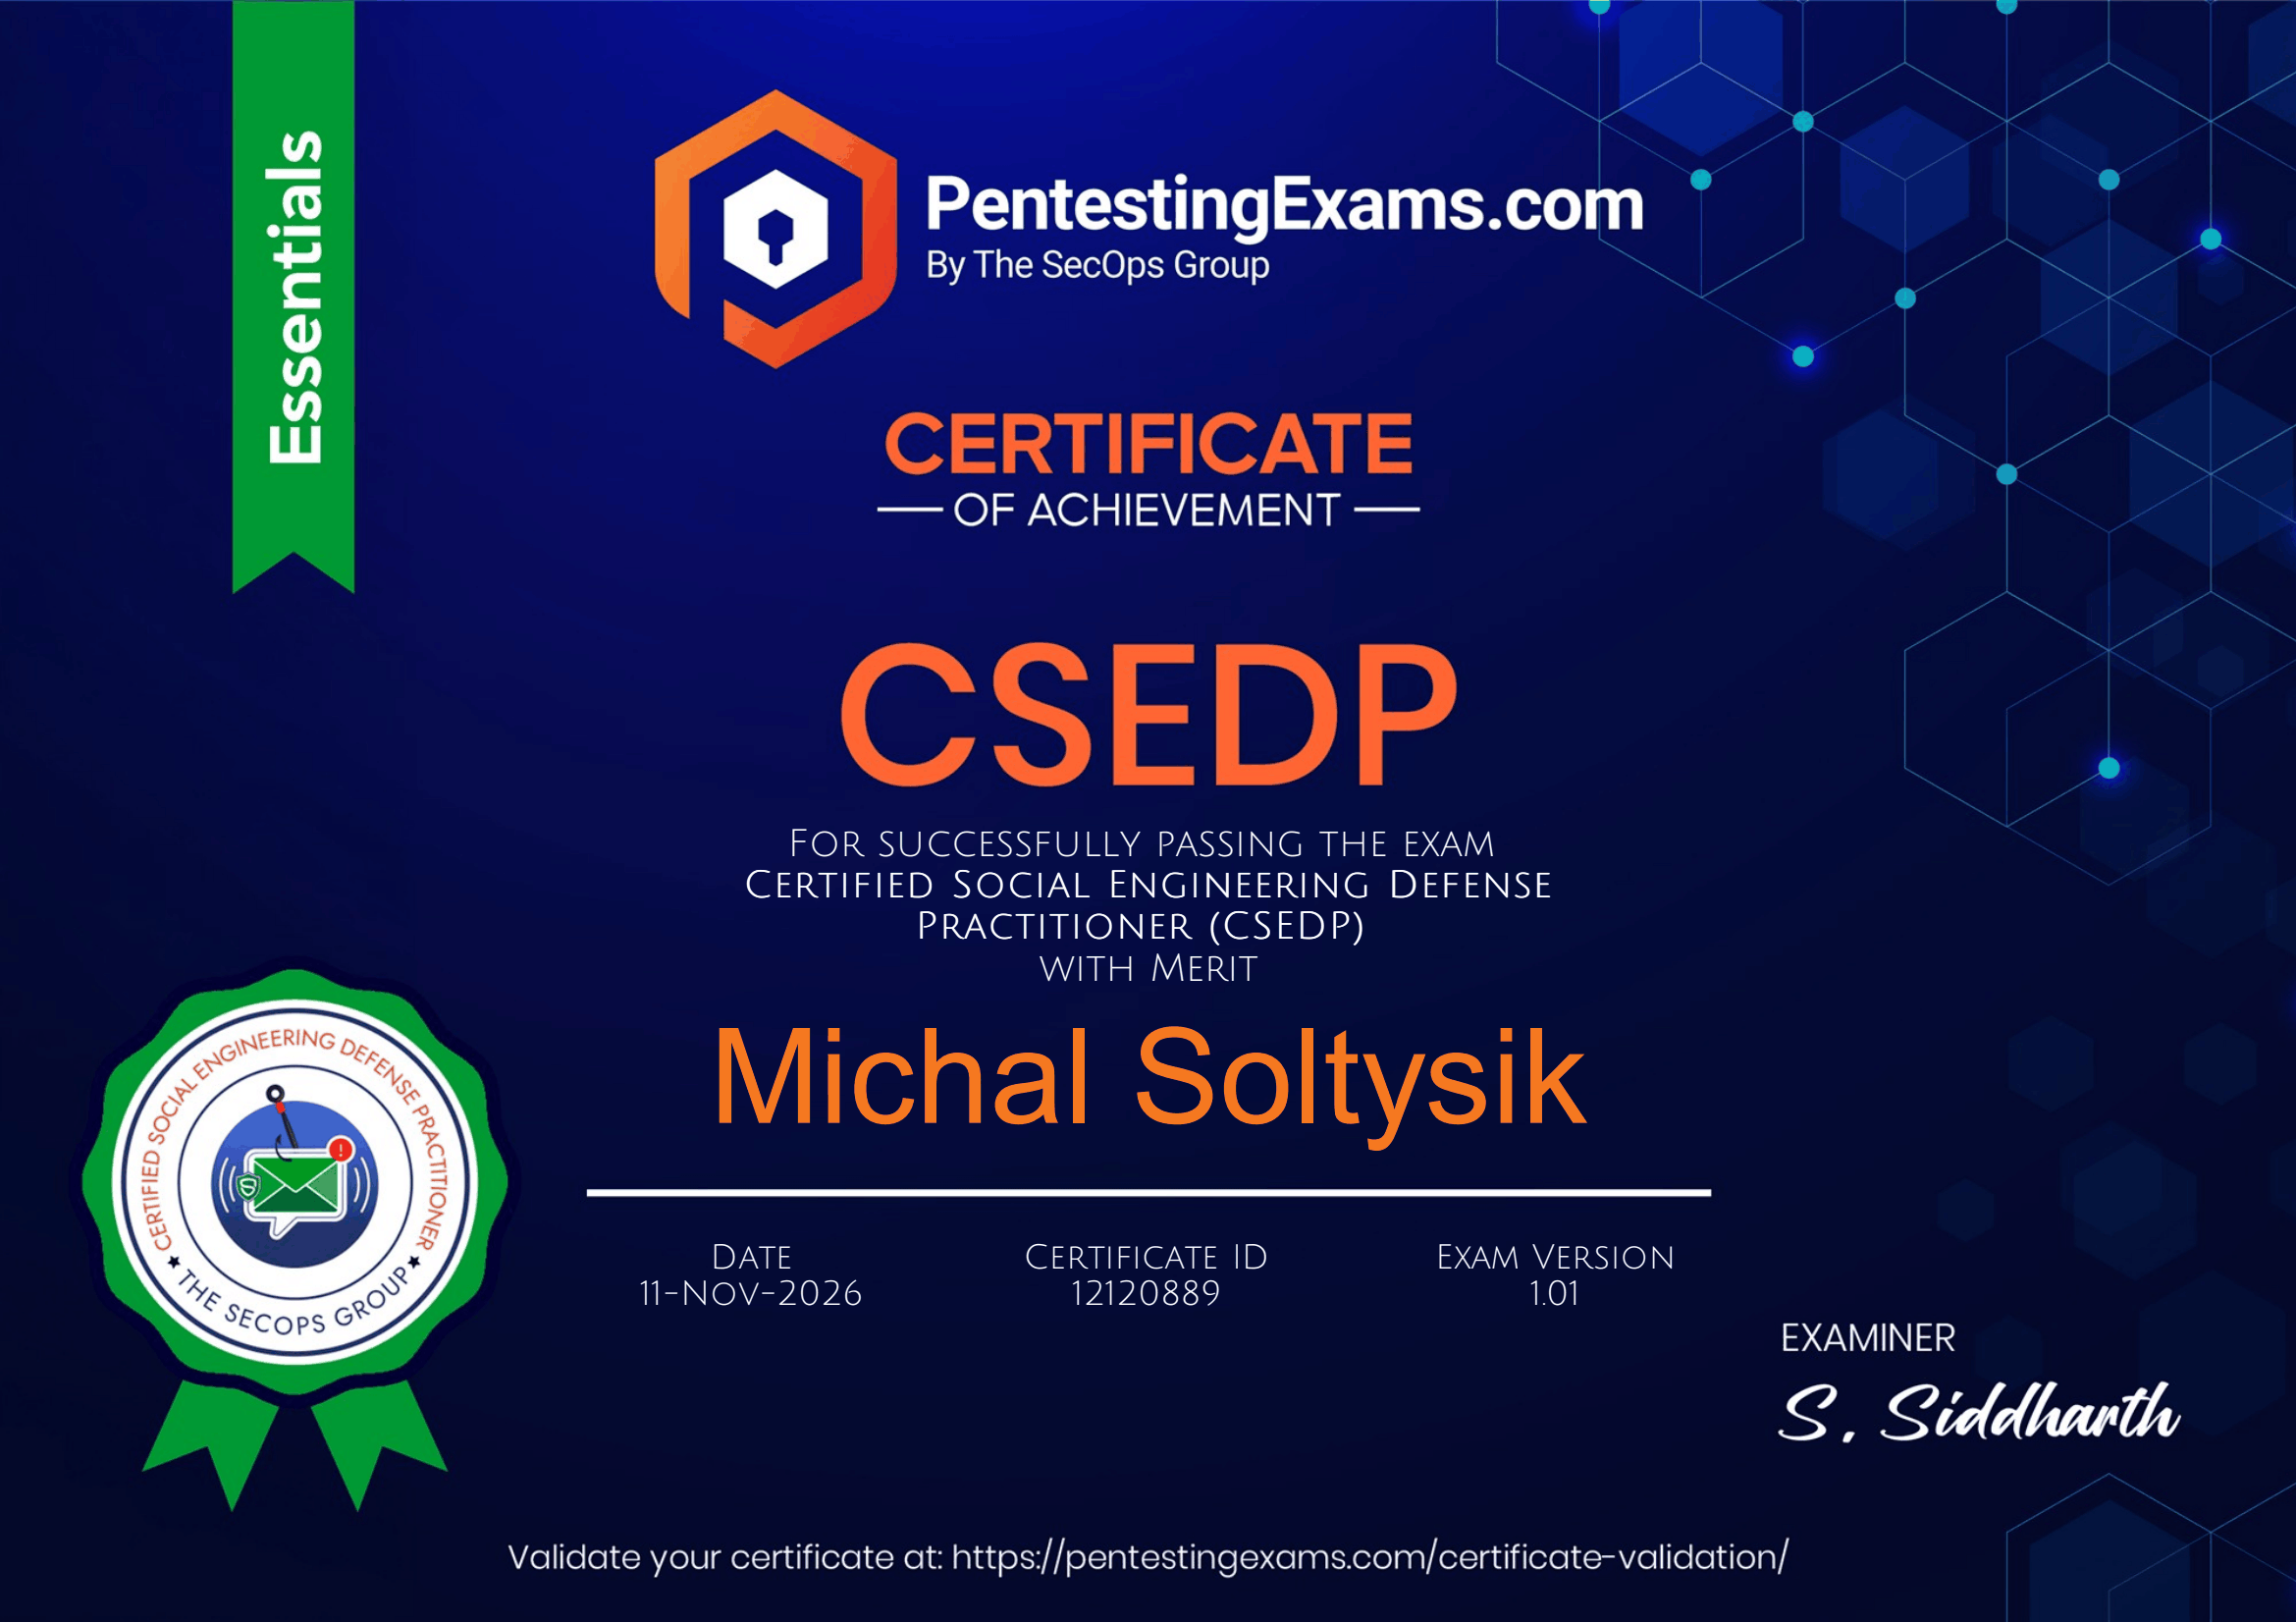 Essentials
PentestingExams.com
By The SecOps Group
CERTIFICATE
OF ACHIEVEMENT
CSEDP
For successfully passing the exam
Certified Social Engineering Defense
Practitioner (CSEDP)
with Merit
Michal Soltysik
CERTIFIED SOCIAL ENGINEERING DEFENSE PRACTITIONER
THE SECOPS GROUP
Date
11-Nov-2026
Certificate ID
12120889
Exam Version
1.01
EXAMINER
S. Siddharth
Validate your certificate at: https://pentestingexams.com/certificate-validation/